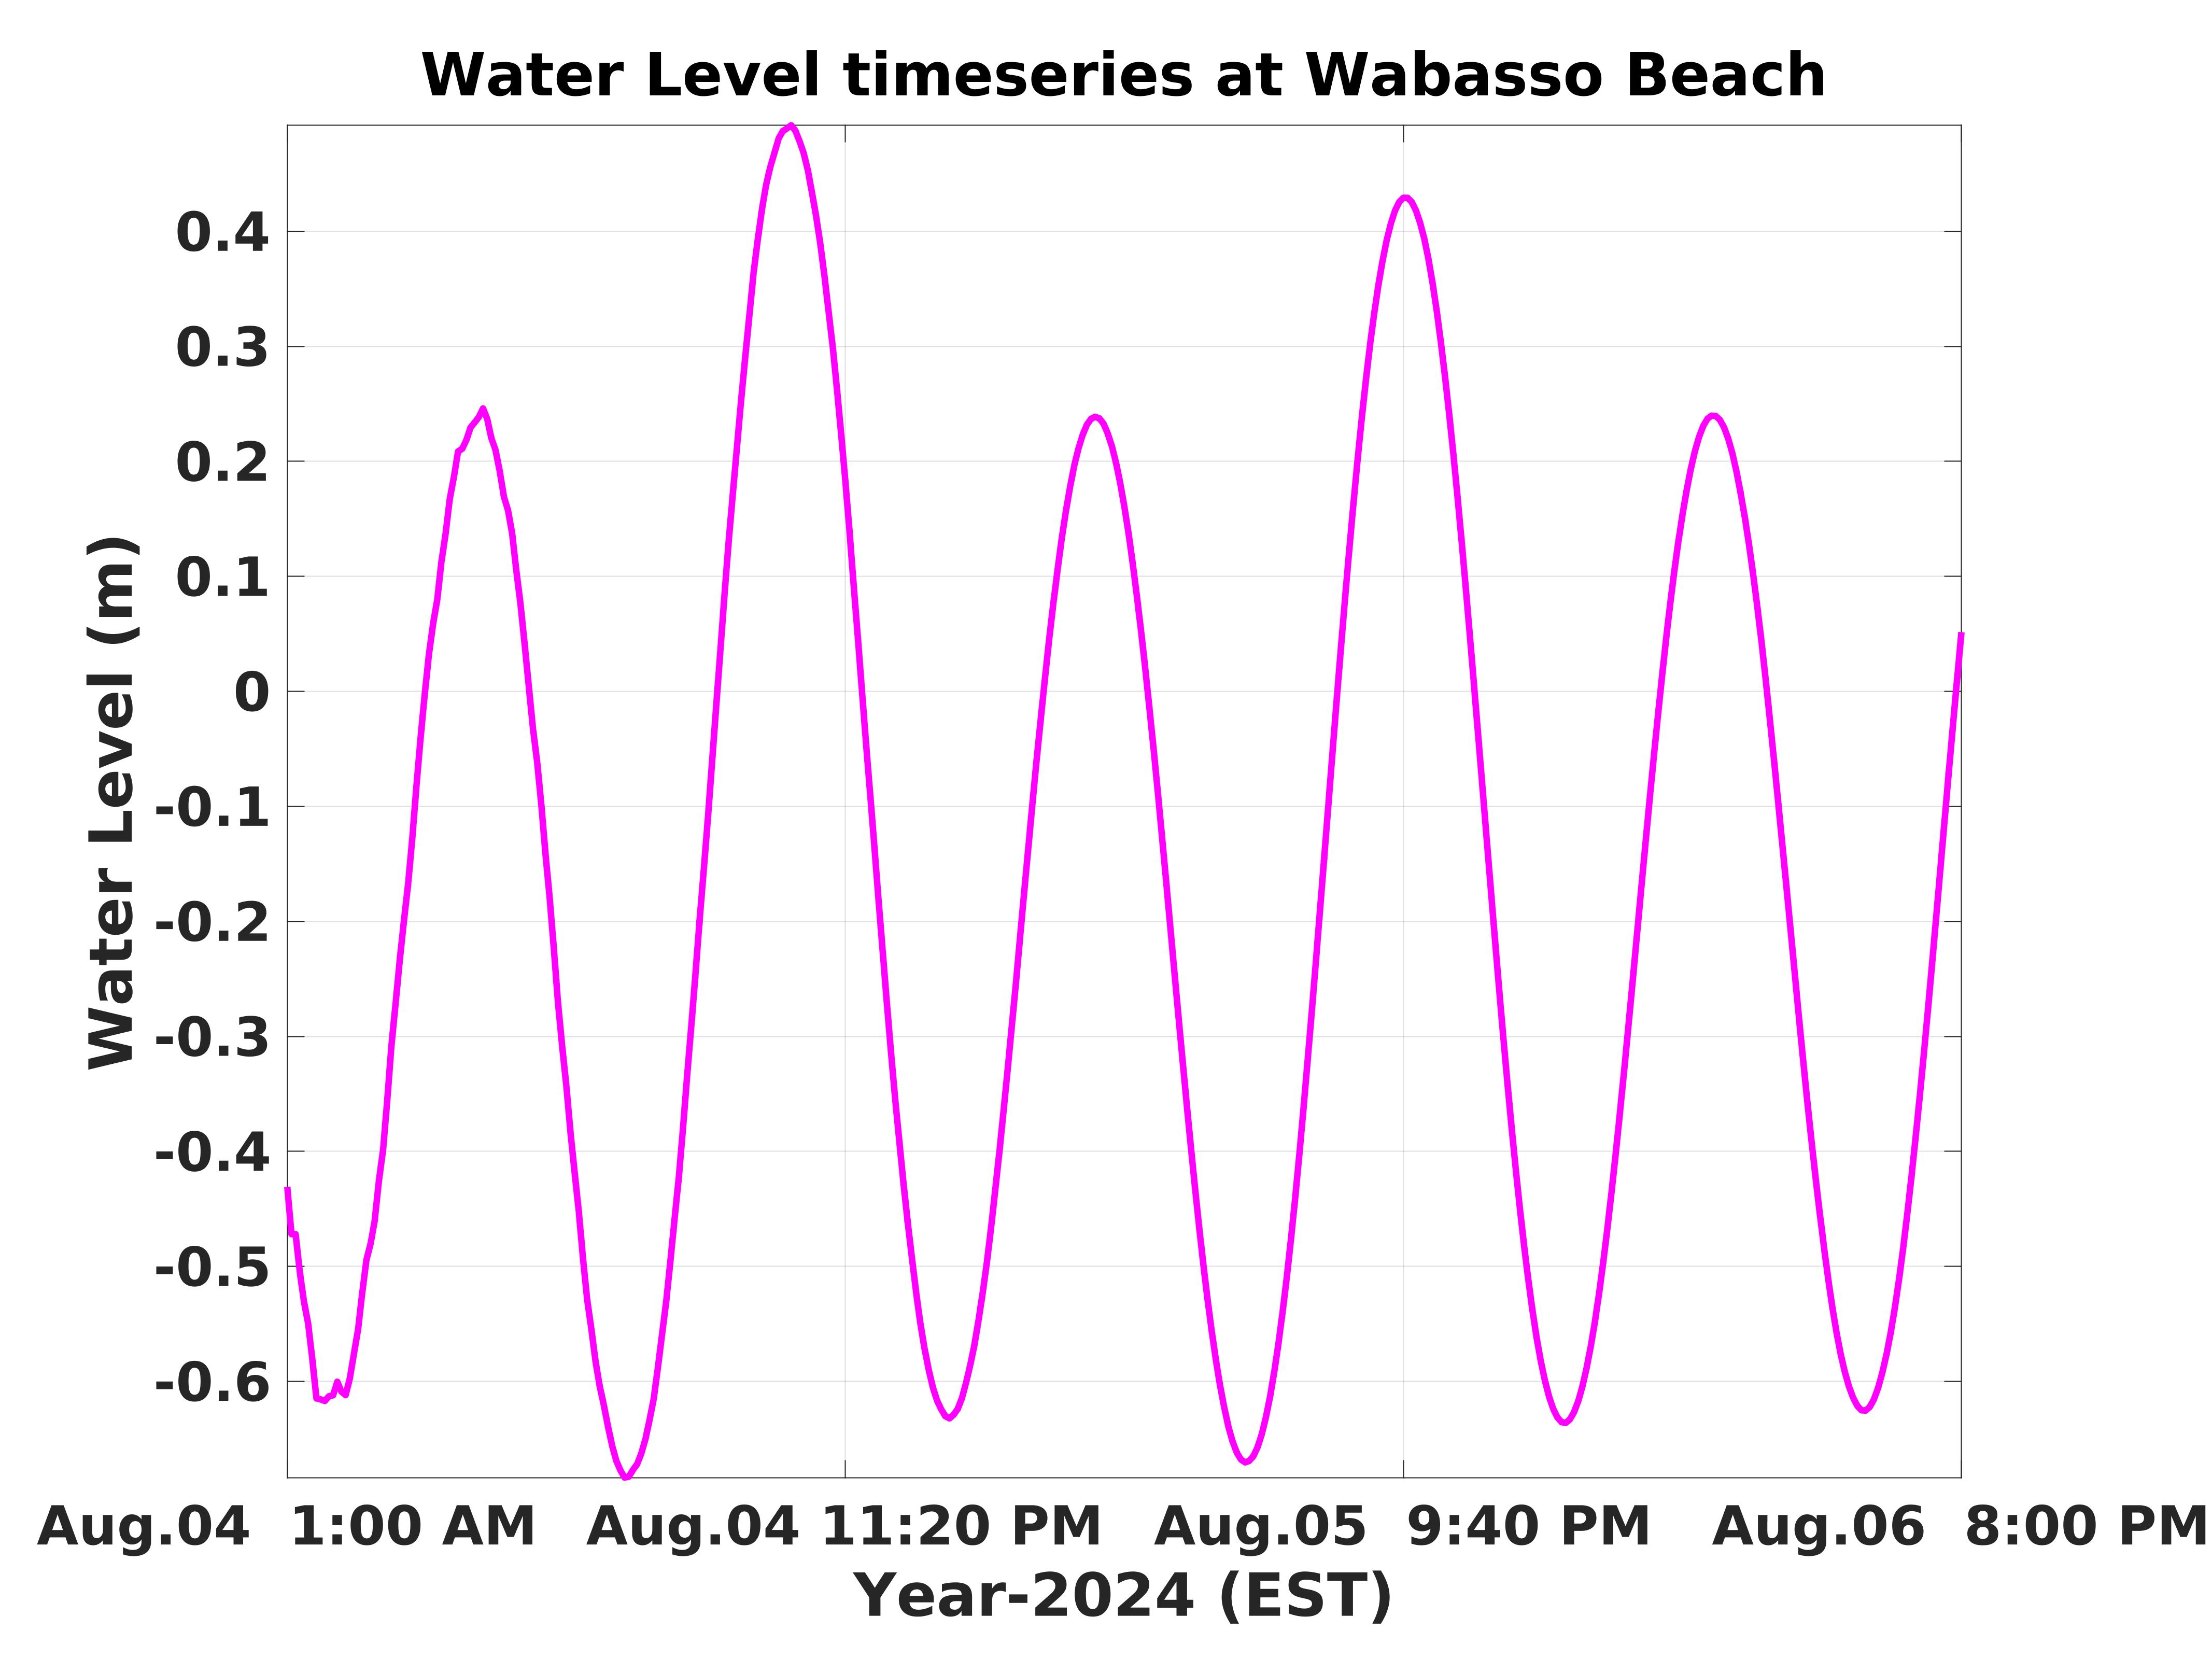 Water Level timeseries at Wabasso Beach
0.4
0.3
0.2
0.1
0
-0.1
-0.2
-0.3
-0.4
-0.5
-0.6
Water Level (m)
Aug.04 1:00 AM Aug.04 11:20 PM Aug.05 9:40 PM Aug.06 8:00 PM
Year-2024 (EST)